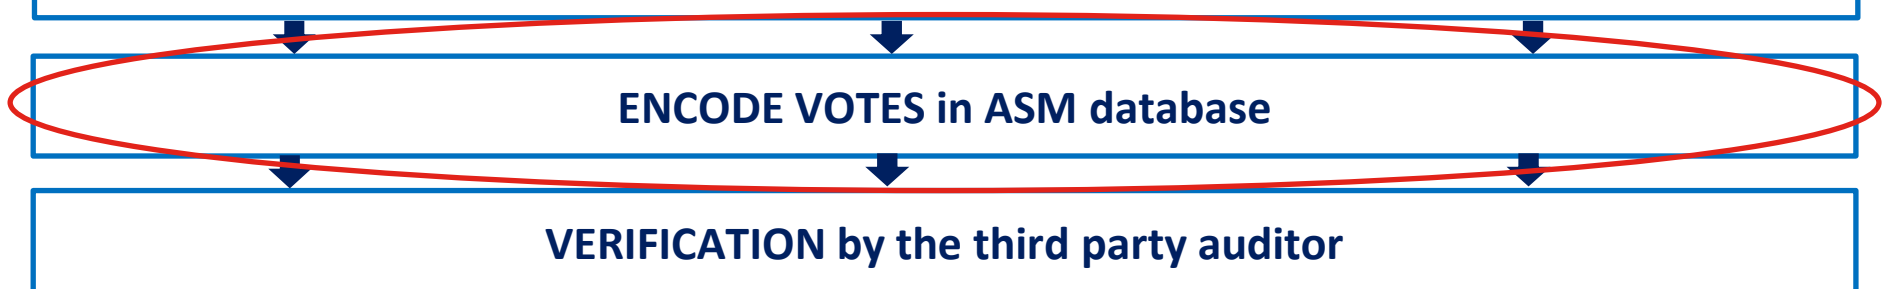 ENCODE VOTES in ASM database
VERIFICATION by the third party auditor